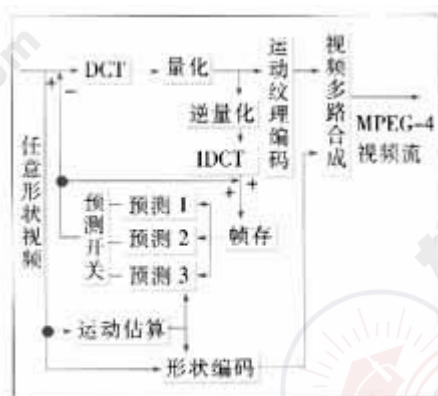 DCT
量化
运动纹理编码
视频多路合成
MPEG-4
视频流
逆量化
IDCT
任意形状视频
预测开关
预测 1
预测 2
预测 3
帧存
运动估算
形状编码
+
−
+
+
om